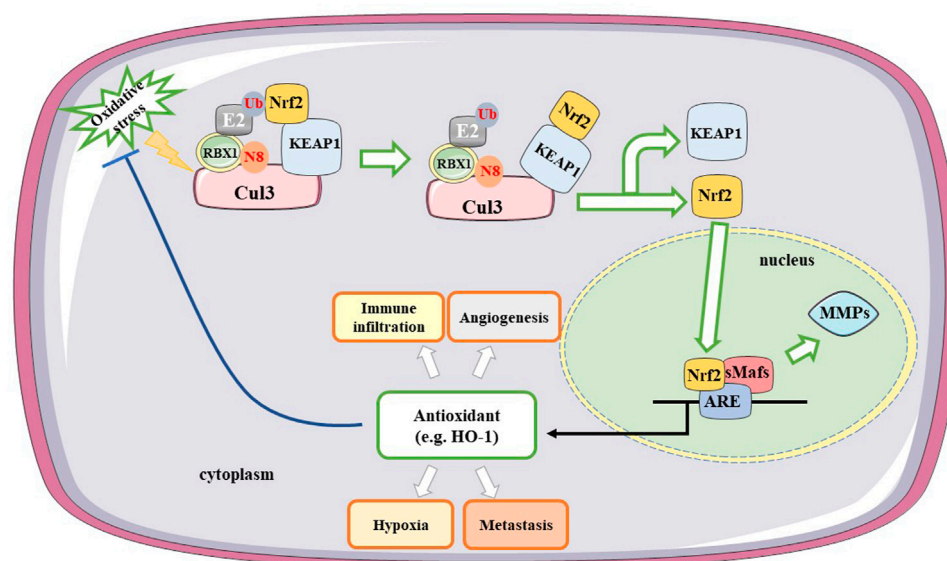 Oxidative
stress
Ub
Nrf2
E2
RBX1
N8
KEAP1
Cul3
Ub
Nrf2
E2
RBX1
N8
KEAP1
Cul3
KEAP1
Nrf2
nucleus
MMPs
Nrf2
sMafs
ARE
Immune
infiltration
Angiogenesis
Antioxidant
(e.g. HO-1)
cytoplasm
Hypoxia
Metastasis